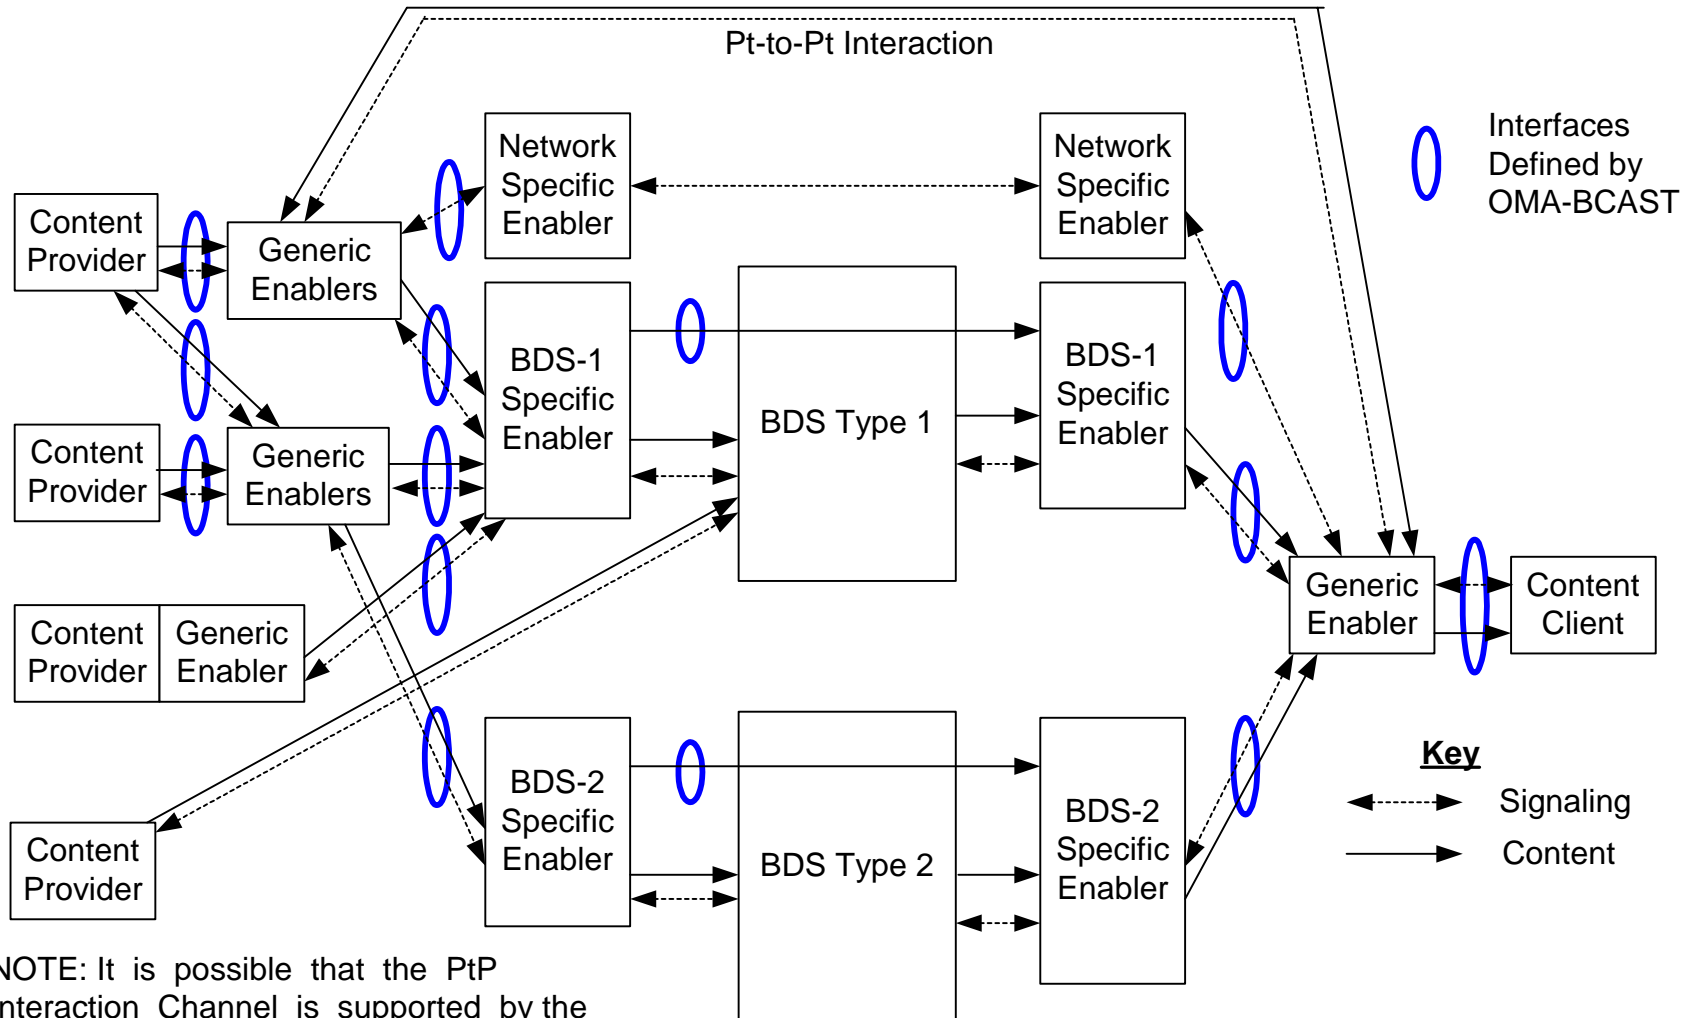 Pt-to-Pt Interaction
Network
Specific
Enabler
Network
Specific
Enabler
Interfaces
Defined by
OMA-BCAST
Content
Provider
Generic
Enablers
BDS-1
Specific
Enabler
BDS Type 1
BDS-1
Specific
Enabler
Content
Provider
Generic
Enablers
Content
Provider
Generic
Enabler
Generic
Enabler
Content
Client
BDS-2
Specific
Enabler
BDS Type 2
BDS-2
Specific
Enabler
Key
Signaling
Content
Content
Provider
NOTE: It is possible that the PtP
Interaction Channel is supported by the